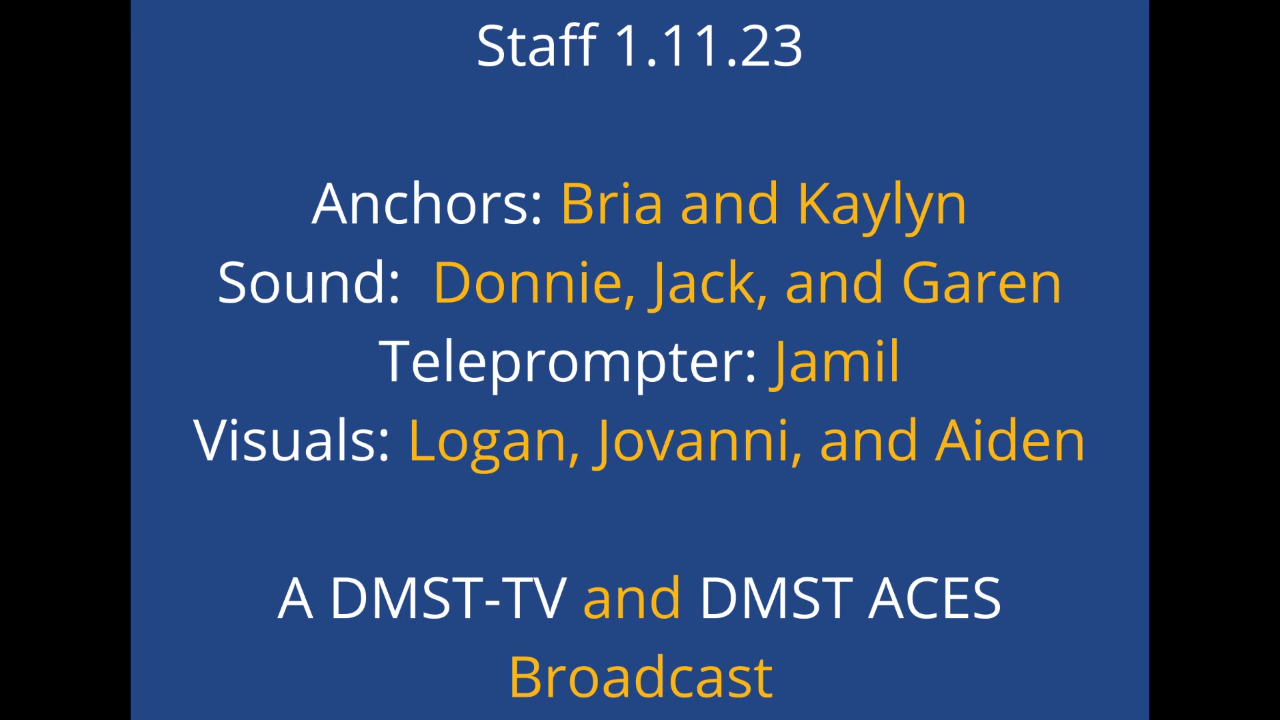 Staff 1.11.23
Anchors: Bria and Kaylyn
Sound:  Donnie, Jack, and Garen
Teleprompter: Jamil
Visuals: Logan, Jovanni, and Aiden
A DMST-TV and DMST ACES
Broadcast